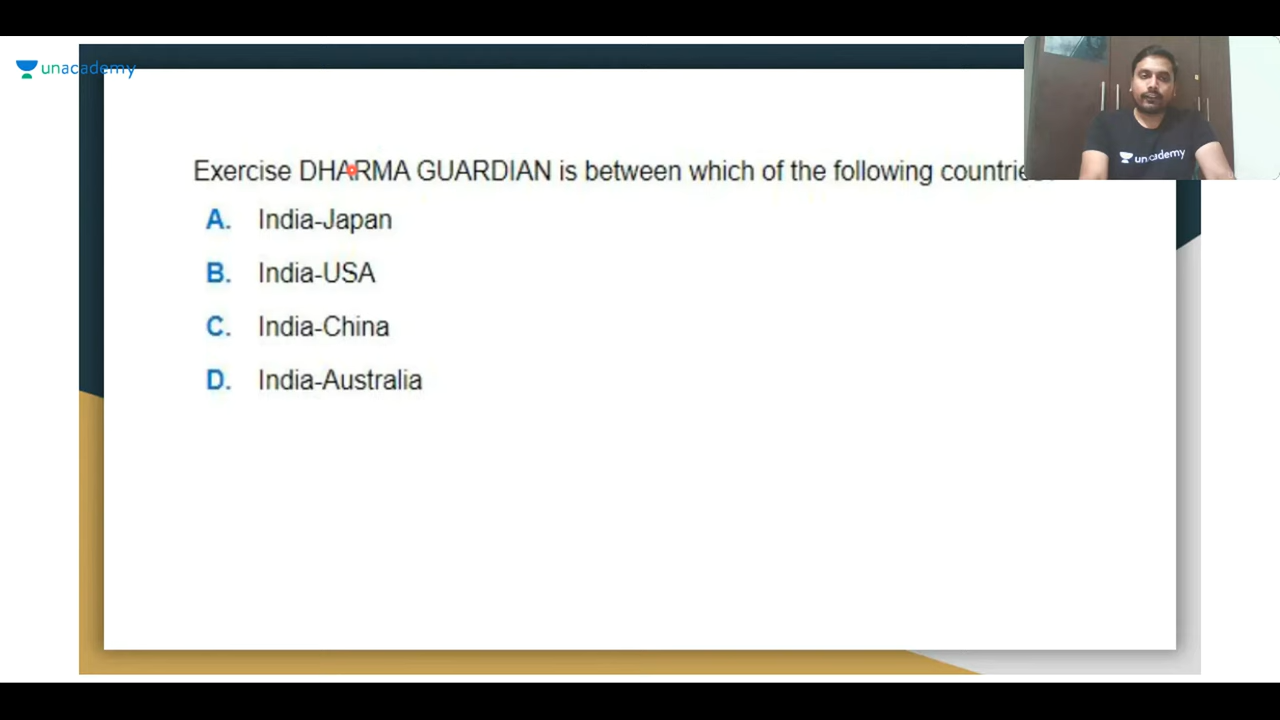 unacademy
unacademy
Exercise DHARMA GUARDIAN is between which of the following
A. India-Japan
B. India-USA
C. India-China
D. India-Australia